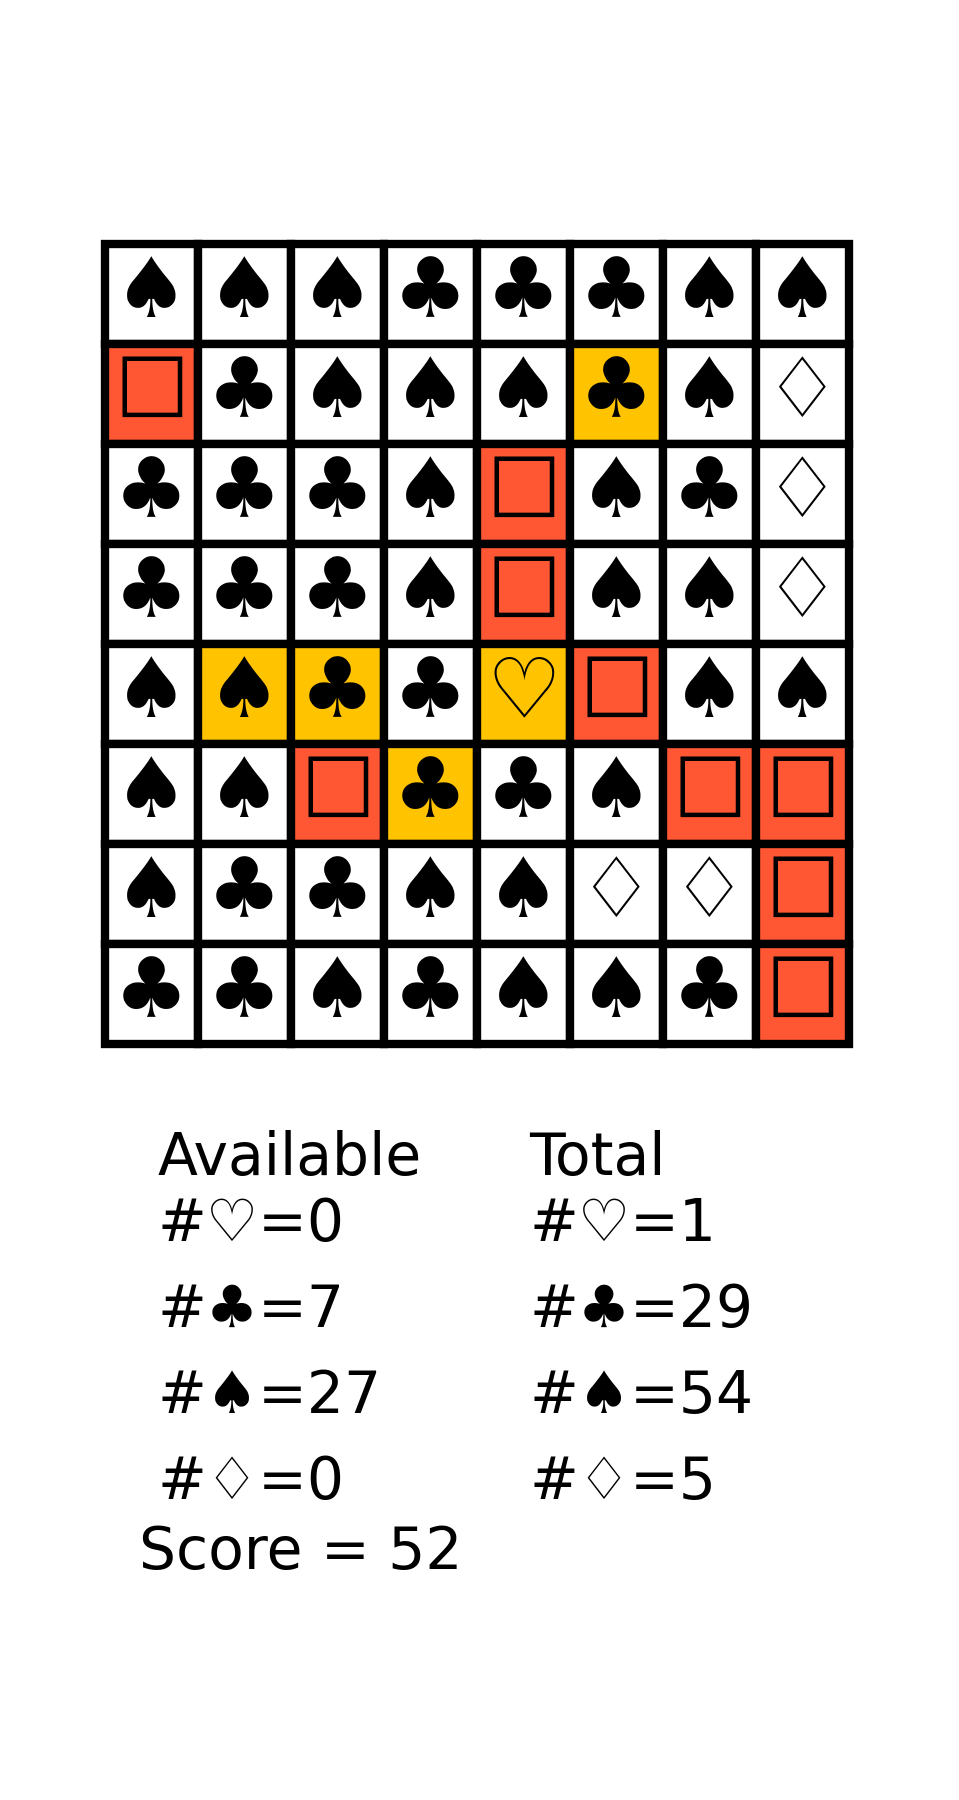 ♠ ♠ ♠ ♣ ♣ ♣ ♠ ♠
□ ♣ ♠ ♠ ♠ ♣ ♠ ♢
♣ ♣ ♣ ♠ □ ♠ ♣ ♢
♣ ♣ ♣ ♠ □ ♠ ♠ ♢
♠ ♠ ♣ ♣ ♡ □ ♠ ♠
♠ ♠ □ ♣ ♣ ♠ □ □
♠ ♣ ♣ ♠ ♠ ♢ ♢ □
♣ ♣ ♠ ♣ ♠ ♠ ♣ □
Available Total
#♡=0 #♡=1
#♣=7 #♣=29
#♠=27 #♠=54
#♢=0 #♢=5
Score = 52